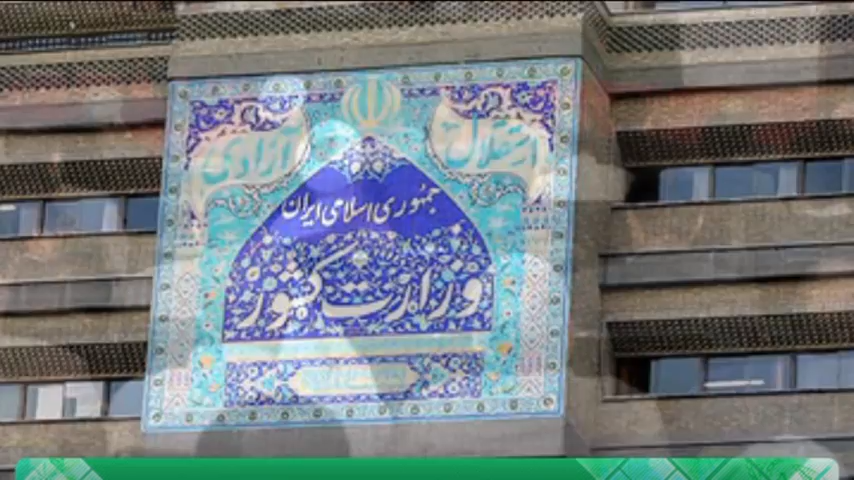 استقلال
آزادی
جمهوری اسلامی ایران
وزارت کشور